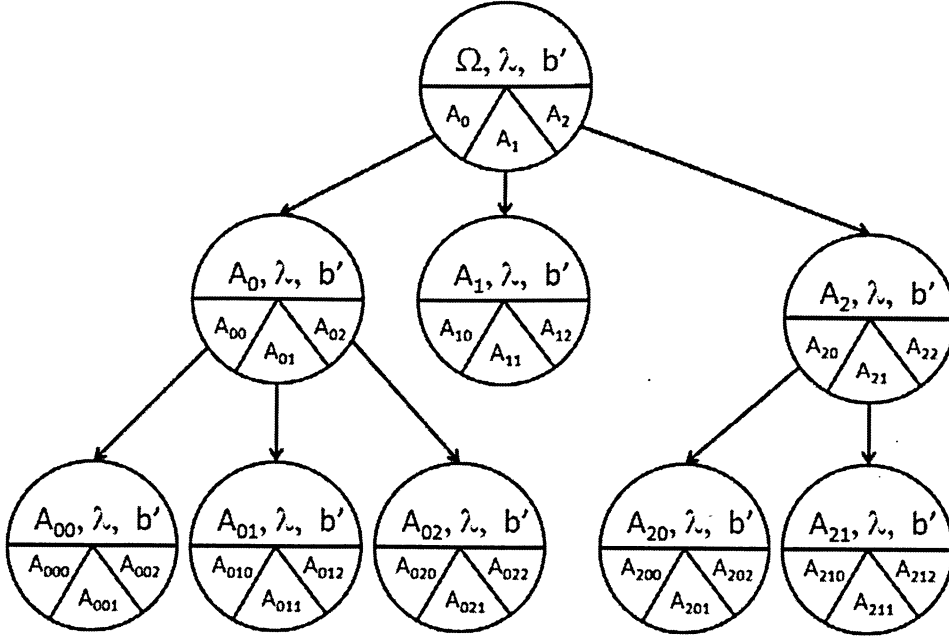 Ω, λ, b′
A₀ A₁ A₂
A₀, λ, b′
A₀₀ A₀₁ A₀₂
A₁, λ, b′
A₁₀ A₁₁ A₁₂
A₂, λ, b′
A₂₀ A₂₁ A₂₂
A₀₀, λ, b′
A₀₀₀ A₀₀₁ A₀₀₂
A₀₁, λ, b′
A₀₁₀ A₀₁₁ A₀₁₂
A₀₂, λ, b′
A₀₂₀ A₀₂₁ A₀₂₂
A₂₀, λ, b′
A₂₀₀ A₂₀₁ A₂₀₂
A₂₁, λ, b′
A₂₁₀ A₂₁₁ A₂₁₂